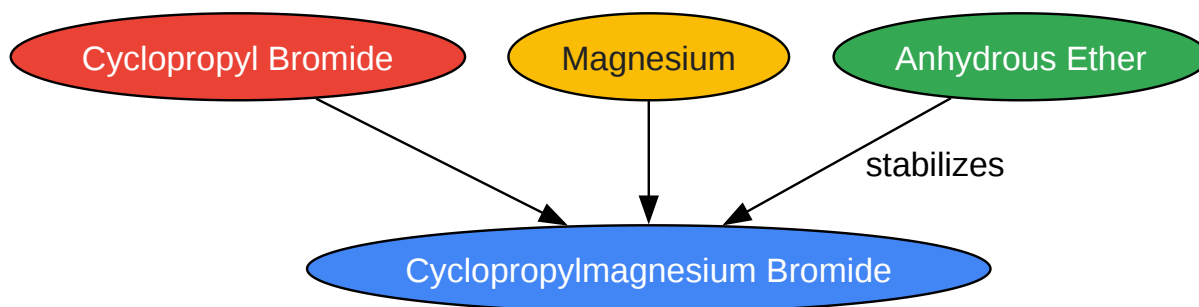 Cyclopropyl Bromide
Magnesium
Anhydrous Ether
stabilizes
Cyclopropylmagnesium Bromide